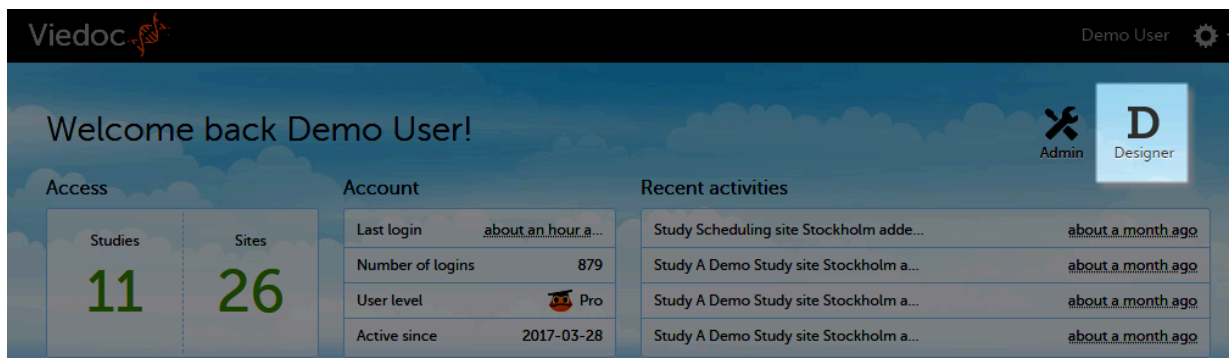 Viedoc
Demo User
Welcome back Demo User!
Admin
D
Designer
Access
Account
Recent activities
Studies
Sites
11
26
Last login about an hour a...
Number of logins 879
User level Pro
Active since 2017-03-28
Study Scheduling site Stockholm adde... about a month ago
Study A Demo Study site Stockholm a... about a month ago
Study A Demo Study site Stockholm a... about a month ago
Study A Demo Study site Stockholm a... about a month ago